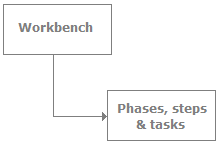 Workbench
Phases, steps
& tasks